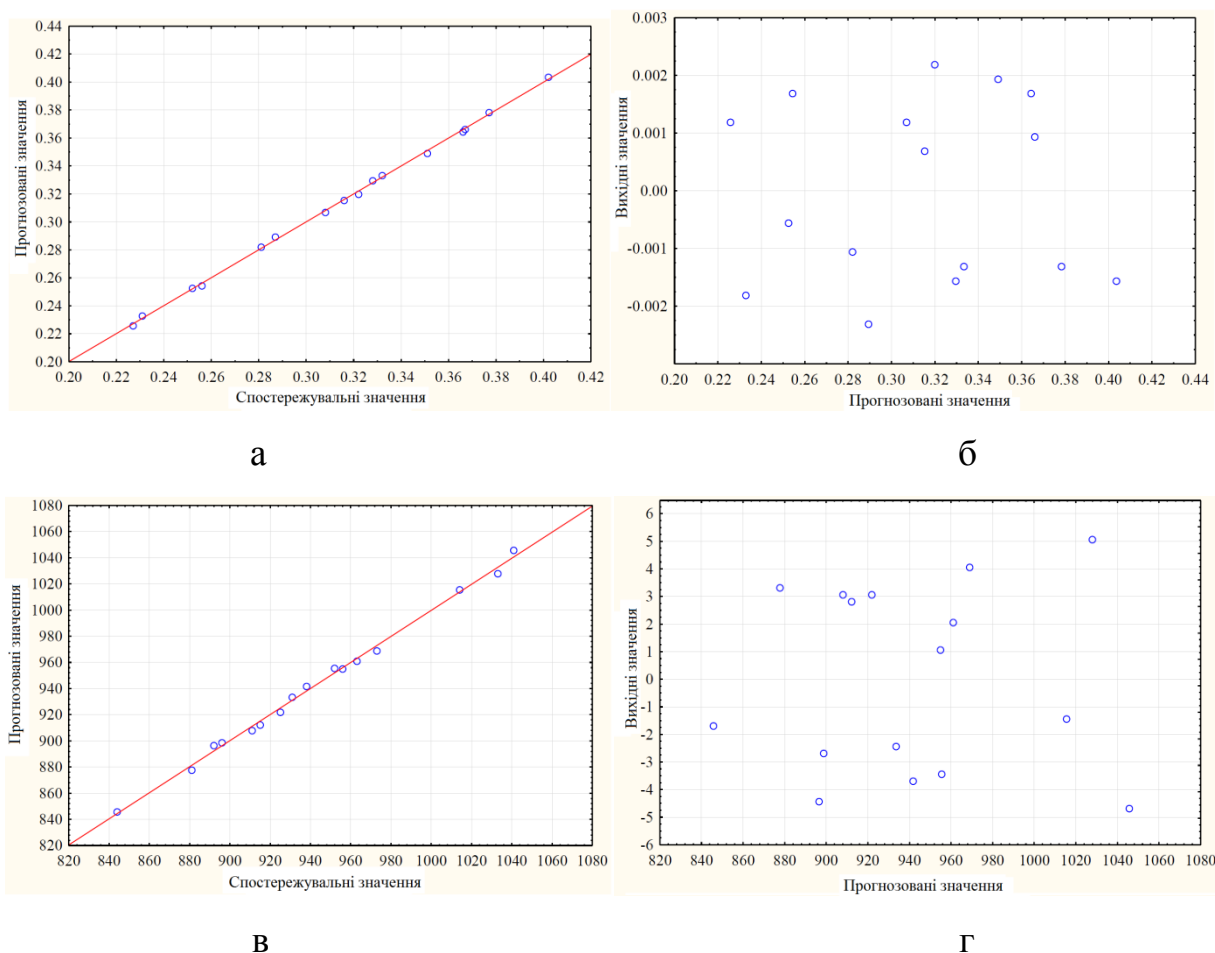 0.44
0.42
0.40
0.38
0.36
0.34
0.32
0.30
0.28
0.26
0.24
0.22
0.20
Прогнозовані значення
0.20 0.22 0.24 0.26 0.28 0.30 0.32 0.34 0.36 0.38 0.40 0.42
Спостережувальні значення
а
0.003
0.002
0.001
0.00
-0.001
-0.002
Вихідні значення
0.20 0.22 0.24 0.26 0.28 0.30 0.32 0.34 0.36 0.38 0.40 0.42 0.44
Прогнозовані значення
б
1080
1060
1040
1020
1000
980
960
940
920
900
880
860
840
820
Прогнозовані значення
820 840 860 880 900 920 940 960 980 1000 1020 1040 1060 1080
Спостережувальні значення
в
6
5
4
3
2
1
0
-1
-2
-3
-4
-5
-6
Вихідні значення
820 840 860 880 900 920 940 960 980 1000 1020 1040 1060 1080
Прогнозовані значення
г